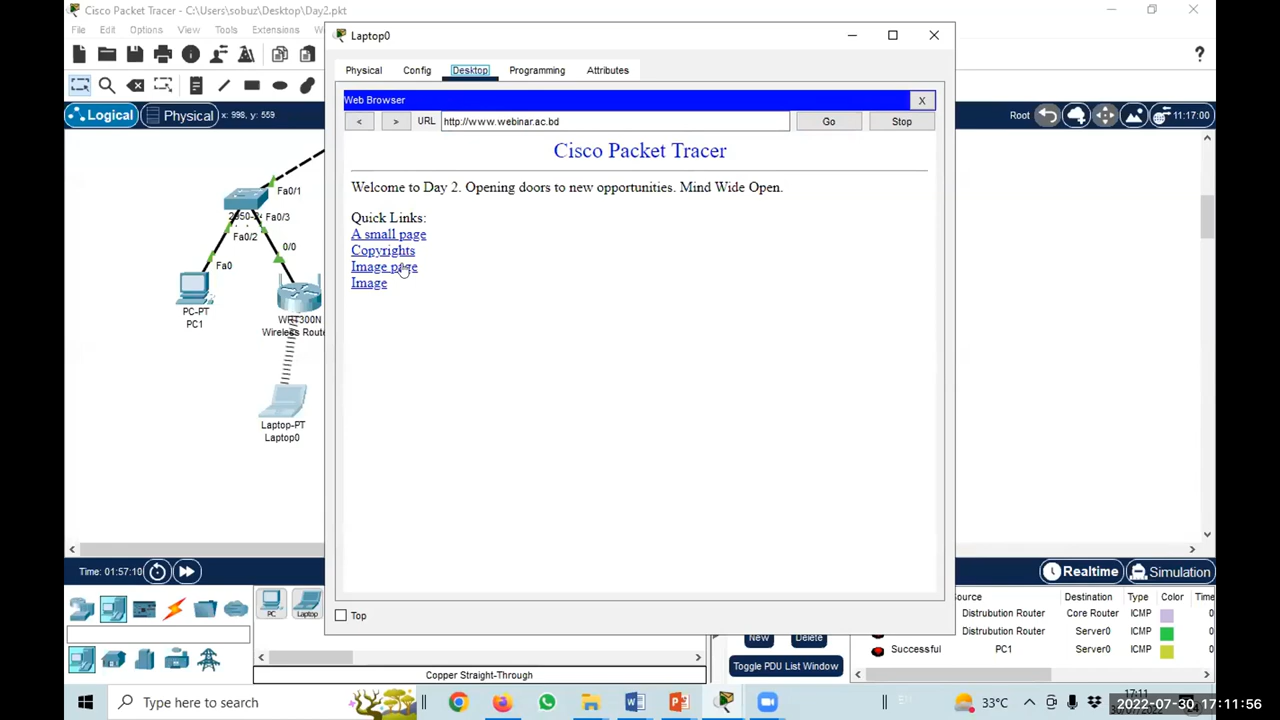 Cisco Packet Tracer - C:\Users\sobuz\Desktop\Day2.pkt
File Edit Options View Tools Extensions
Laptop0
Physical Config Desktop Programming Attributes
Logical Physical x: 998, y: 559
Root 11:17:00
Web Browser X
< > URL http://www.webinar.ac.bd Go Stop
Cisco Packet Tracer
Welcome to Day 2. Opening doors to new opportunities. Mind Wide Open.
Quick Links:
A small page
Copyrights
Image page
Image
Fa0/1
Fa0/3
Fa0/2
0/0
Fa0
PC-PT
PC1
WRT300N
Wireless
Laptop-PT
Laptop0
Top
Time: 01:57:10
Realtime Simulation
PC Laptop
Copper Straight-Through
New Delete
Toggle PDU List Window
Destination Type Color Time
Distrubution Router Core Router ICMP
Distrubution Router Server0 ICMP
Successful PC1 Server0 ICMP
Type here to search
33°C
17:11
2022-07-30 17:11:56